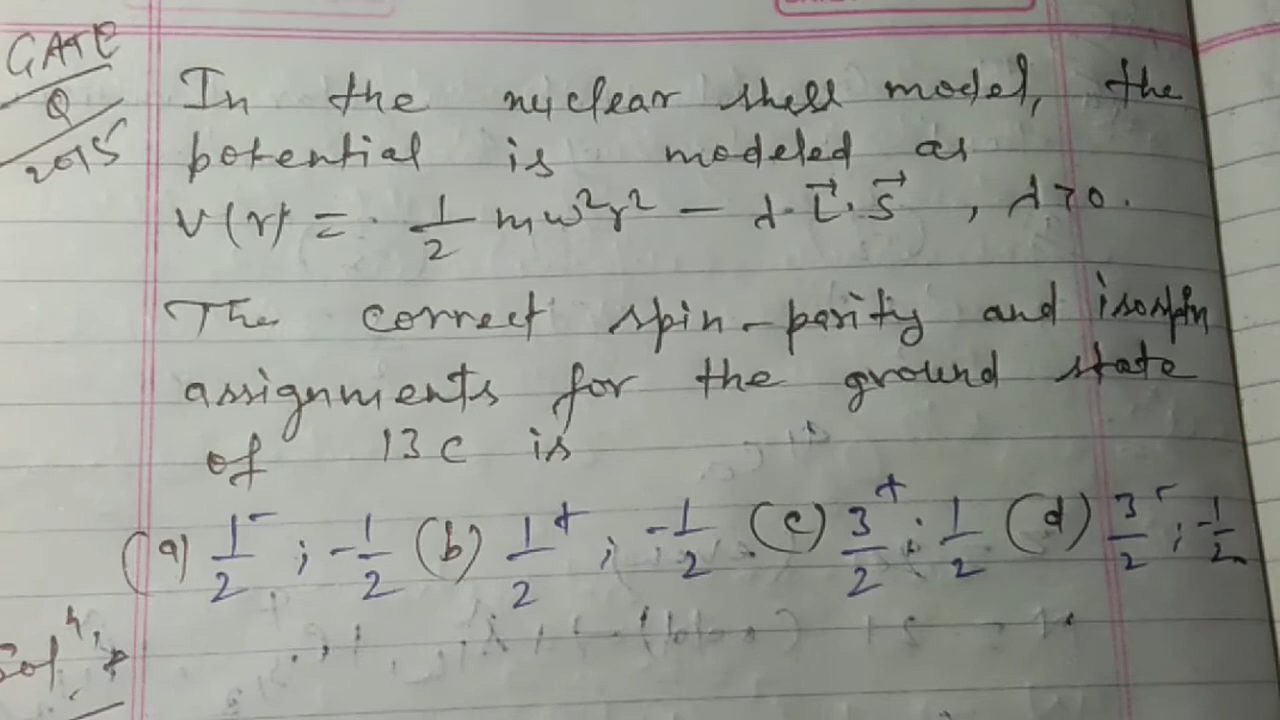 GATE
Q
2015
In the nuclear shell model, the
potential is modeled as
V(r) = 1/2 mω²r² - λ L⃗·S⃗ , λ>0.
The correct spin-parity and isospin
assignments for the ground state
of 13C is
(a) 1/2⁻ ; -1/2 (b) 1/2⁺ ; -1/2 (c) 3/2⁺ ; 1/2 (d) 3/2⁻ ; -1/2
Solⁿ,